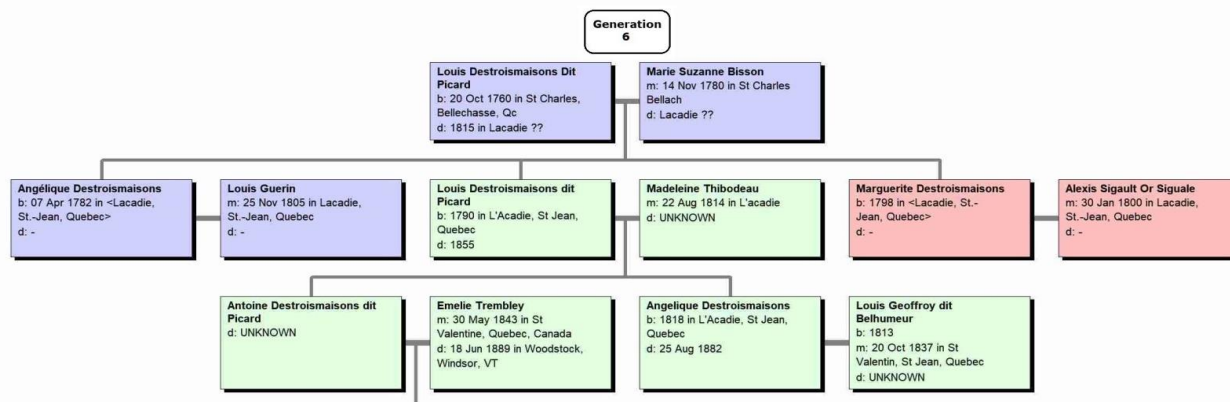 Generation
6
Louis Destroismaisons Dit
Picard
b: 20 Oct 1760 in St Charles,
Bellechasse, Qc
d: 1815 in Lacadie ??
Marie Suzanne Bisson
m: 14 Nov 1780 in St Charles
Bellach
d: Lacadie ??
Angélique Destroismaisons
b: 07 Apr 1782 in <Lacadie,
St.-Jean, Quebec>
d: -
Louis Guerin
m: 25 Nov 1805 in Lacadie,
St.-Jean, Quebec
d: -
Louis Destroismaisons dit
Picard
b: 1790 in L'Acadie, St Jean,
Quebec
d: 1855
Madeleine Thibodeau
m: 22 Aug 1814 in L'acadie
d: UNKNOWN
Marguerite Destroismaisons
b: 1798 in <Lacadie, St.-
Jean, Quebec>
d: -
Alexis Sigault Or Siguale
m: 30 Jan 1800 in Lacadie,
St.-Jean, Quebec
d: -
Antoine Destroismaisons dit
Picard
d: UNKNOWN
Emelie Trembley
m: 30 May 1843 in St
Valentine, Quebec, Canada
d: 18 Jun 1889 in Woodstock,
Windsor, VT
Angelique Destroismaisons
b: 1818 in L'Acadie, St Jean,
Quebec
d: 25 Aug 1882
Louis Geoffroy dit
Belhumeur
b: 1813
m: 20 Oct 1837 in St
Valentin, St Jean, Quebec
d: UNKNOWN